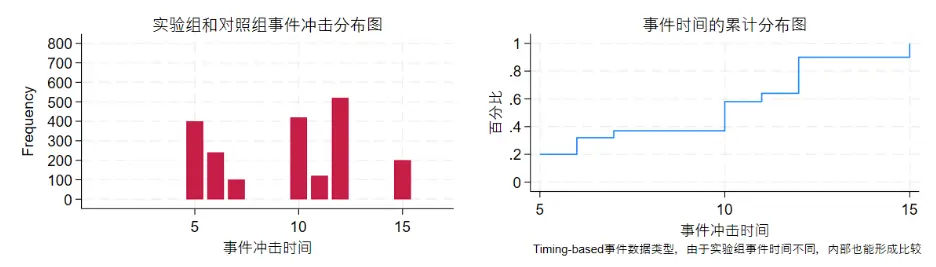 实验组和对照组事件冲击分布图
800
700
600
500
400
300
200
100
0
Frequency
5 10 15
事件冲击时间
事件时间的累计分布图
1
.8
.6
.4
.2
0
百分比
5 10 15
事件冲击时间
Timing-based事件数据类型，由于实验组事件时间不同，内部也能形成比较